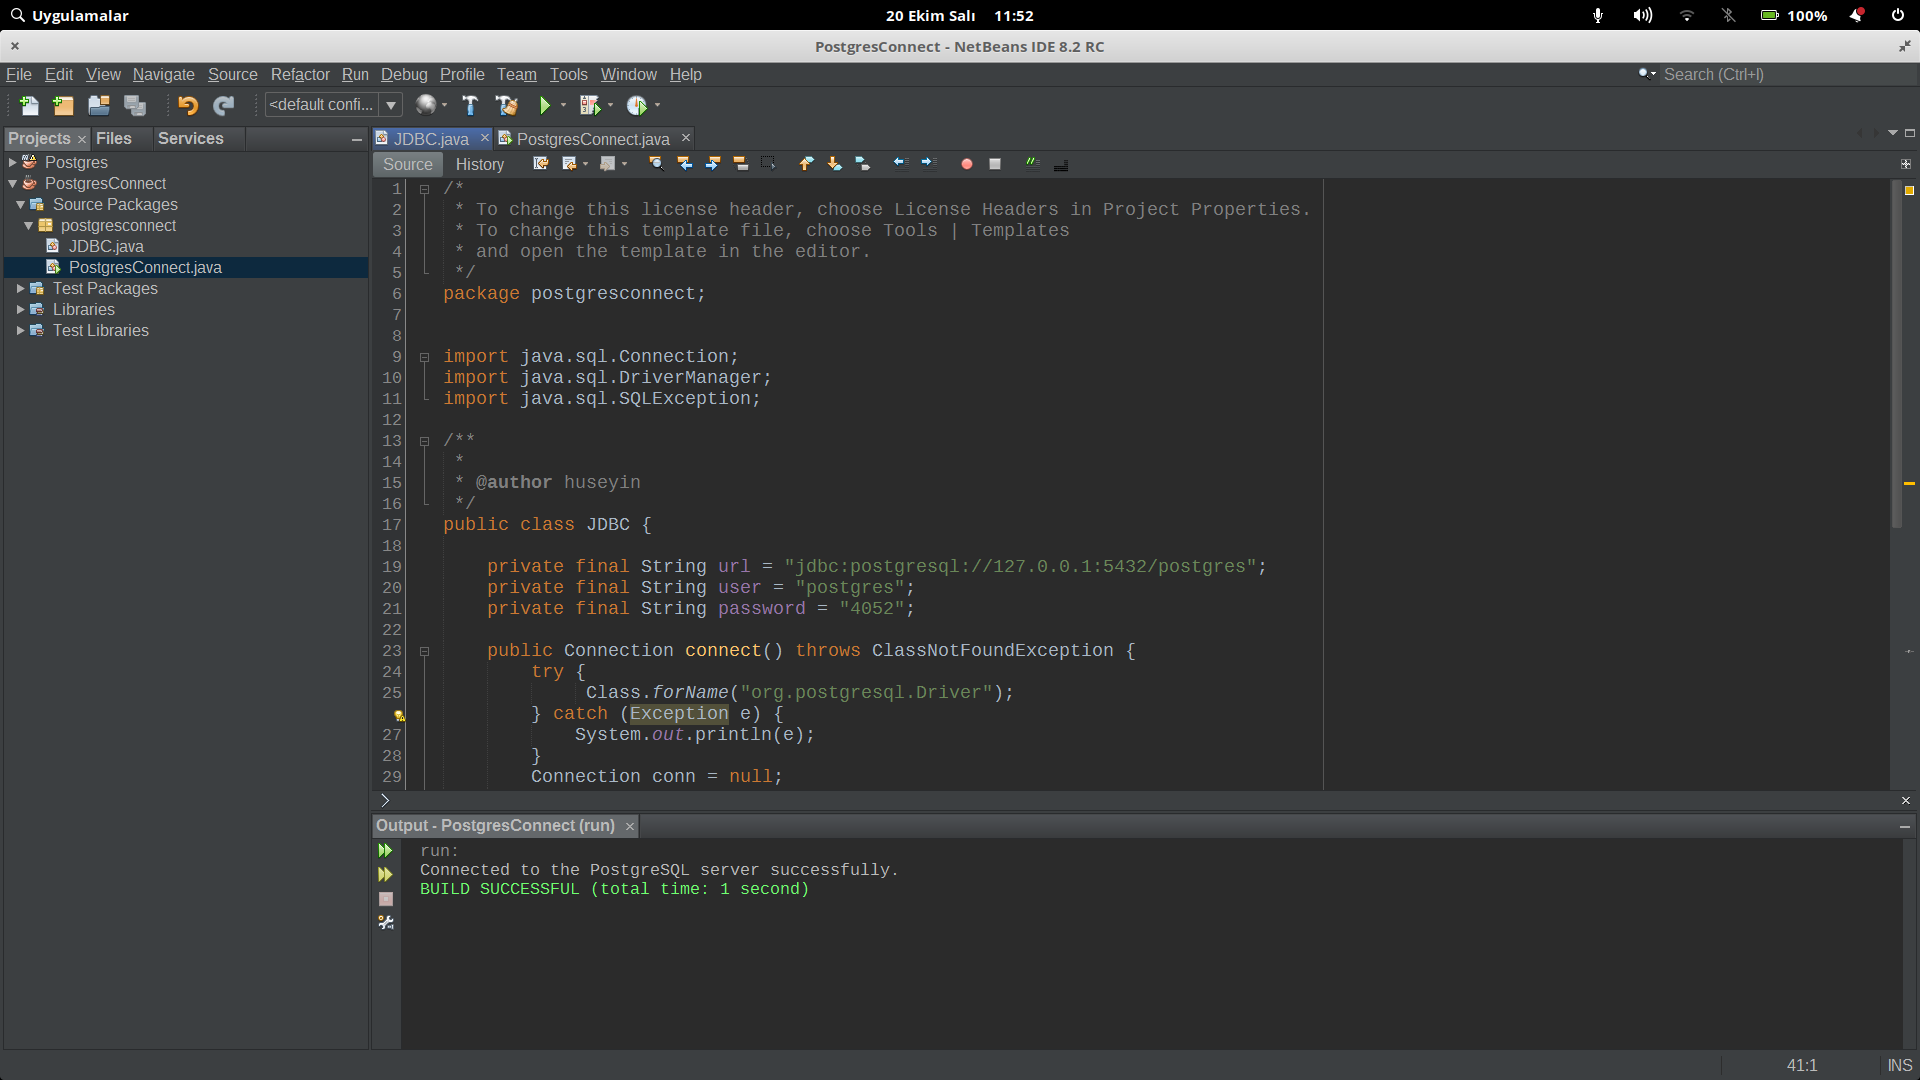 Uygulamalar
20 Ekim Salı 11:52
100%
PostgresConnect - NetBeans IDE 8.2 RC
File Edit View Navigate Source Refactor Run Debug Profile Team Tools Window Help
Search (Ctrl+I)
<default confi...
Projects Files Services
Postgres
PostgresConnect
Source Packages
postgresconnect
JDBC.java
PostgresConnect.java
Test Packages
Libraries
Test Libraries
JDBC.java PostgresConnect.java
Source History
1 /*
2 * To change this license header, choose License Headers in Project Properties.
3 * To change this template file, choose Tools | Templates
4 * and open the template in the editor.
5 */
6 package postgresconnect;
7
8
9 import java.sql.Connection;
10 import java.sql.DriverManager;
11 import java.sql.SQLException;
12
13 /**
14 *
15 * @author huseyin
16 */
17 public class JDBC {
18
19 private final String url = "jdbc:postgresql://127.0.0.1:5432/postgres";
20 private final String user = "postgres";
21 private final String password = "4052";
22
23 public Connection connect() throws ClassNotFoundException {
24 try {
25 Class.forName("org.postgresql.Driver");
} catch (Exception e) {
27 System.out.println(e);
28 }
29 Connection conn = null;
Output - PostgresConnect (run)
run:
Connected to the PostgreSQL server successfully.
BUILD SUCCESSFUL (total time: 1 second)
41:1 INS